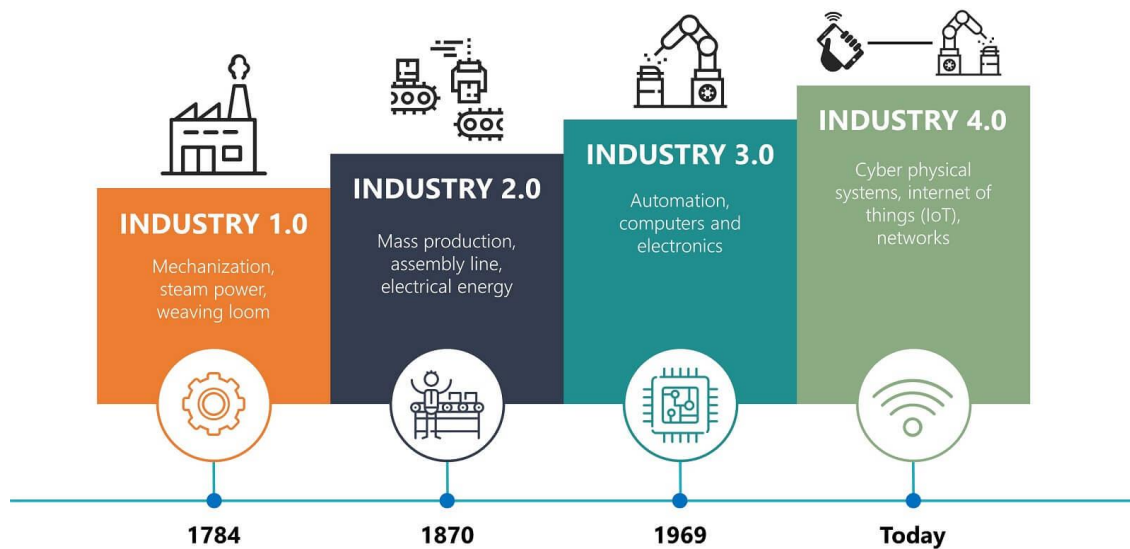 INDUSTRY 1.0
Mechanization,
steam power,
weaving loom
INDUSTRY 2.0
Mass production,
assembly line,
electrical energy
INDUSTRY 3.0
Automation,
computers and
electronics
INDUSTRY 4.0
Cyber physical
systems, internet of
things (IoT),
networks
1784
1870
1969
Today